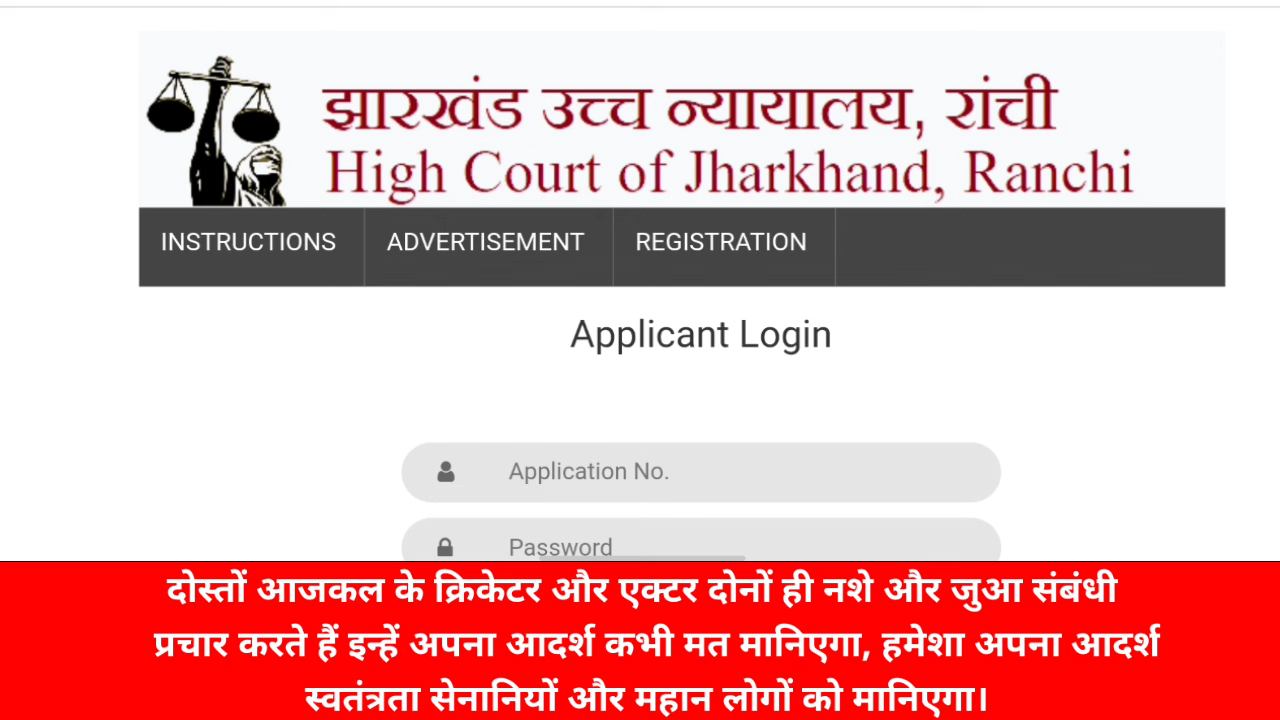 झारखंड उच्च न्यायालय, रांची
High Court of Jharkhand, Ranchi
INSTRUCTIONS ADVERTISEMENT REGISTRATION
Applicant Login
Application No.
Password
दोस्तों आजकल के क्रिकेटर और एक्टर दोनों ही नशे और जुआ संबंधी
प्रचार करते हैं इन्हें अपना आदर्श कभी मत मानिएगा, हमेशा अपना आदर्श
स्वतंत्रता सेनानियों और महान लोगों को मानिएगा।